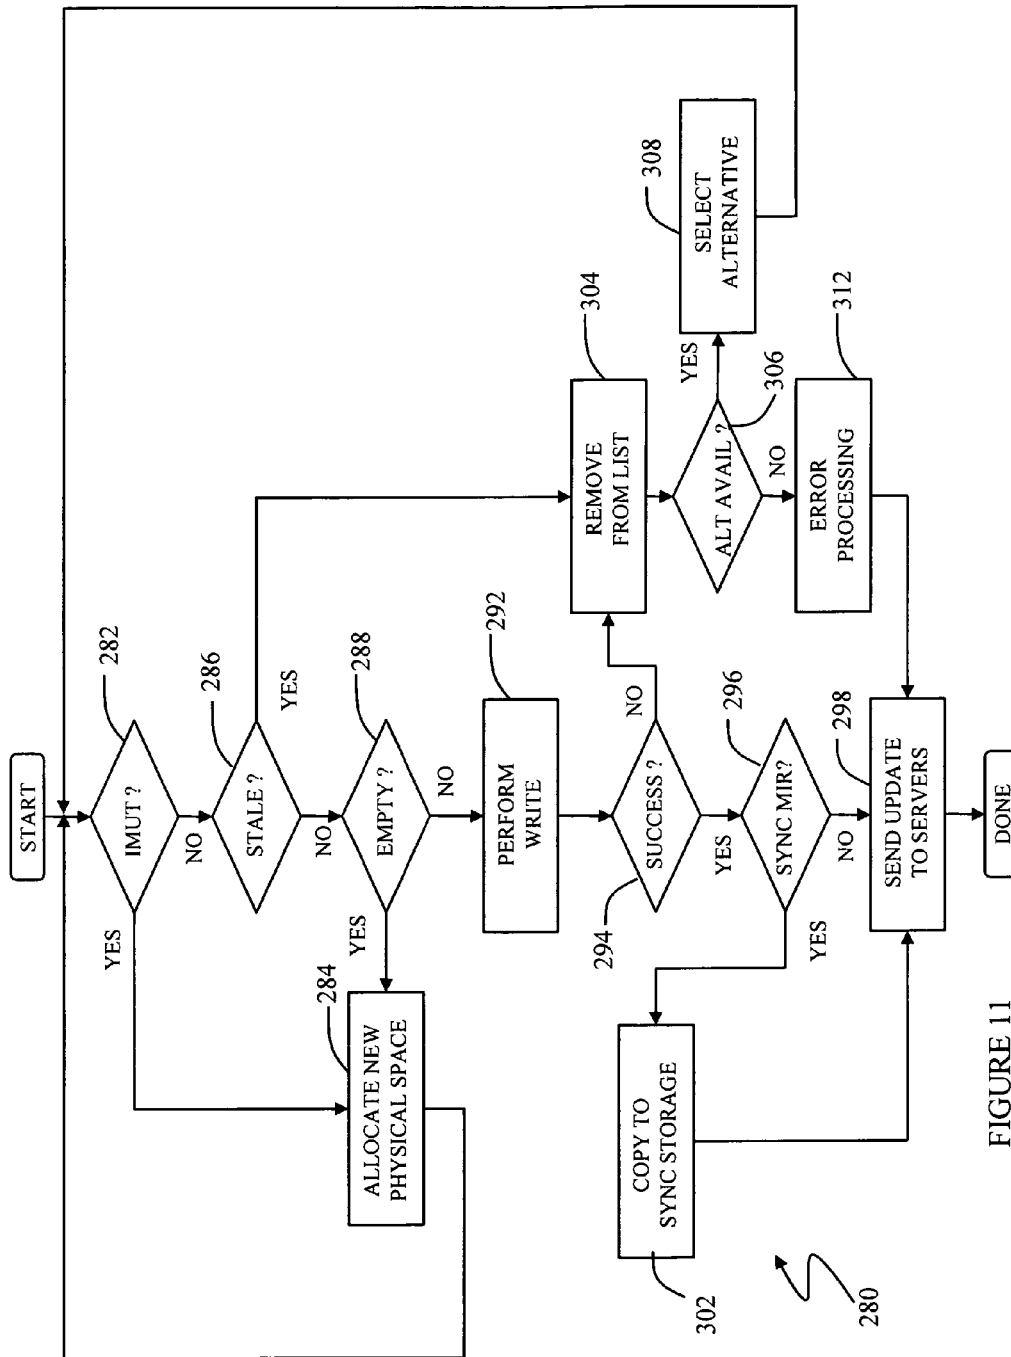 START
IMUT ?
282
YES
NO
STALE ?
286
YES
NO
EMPTY ?
288
YES
NO
ALLOCATE NEW
PHYSICAL SPACE
284
PERFORM
WRITE
292
SUCCESS ?
294
NO
YES
SYNC MIR?
296
YES
NO
COPY TO
SYNC STORAGE
302
SEND UPDATE
TO SERVERS
298
DONE
REMOVE
FROM LIST
304
ALT AVAIL ?
306
YES
NO
SELECT
ALTERNATIVE
308
ERROR
PROCESSING
312
280
FIGURE 11